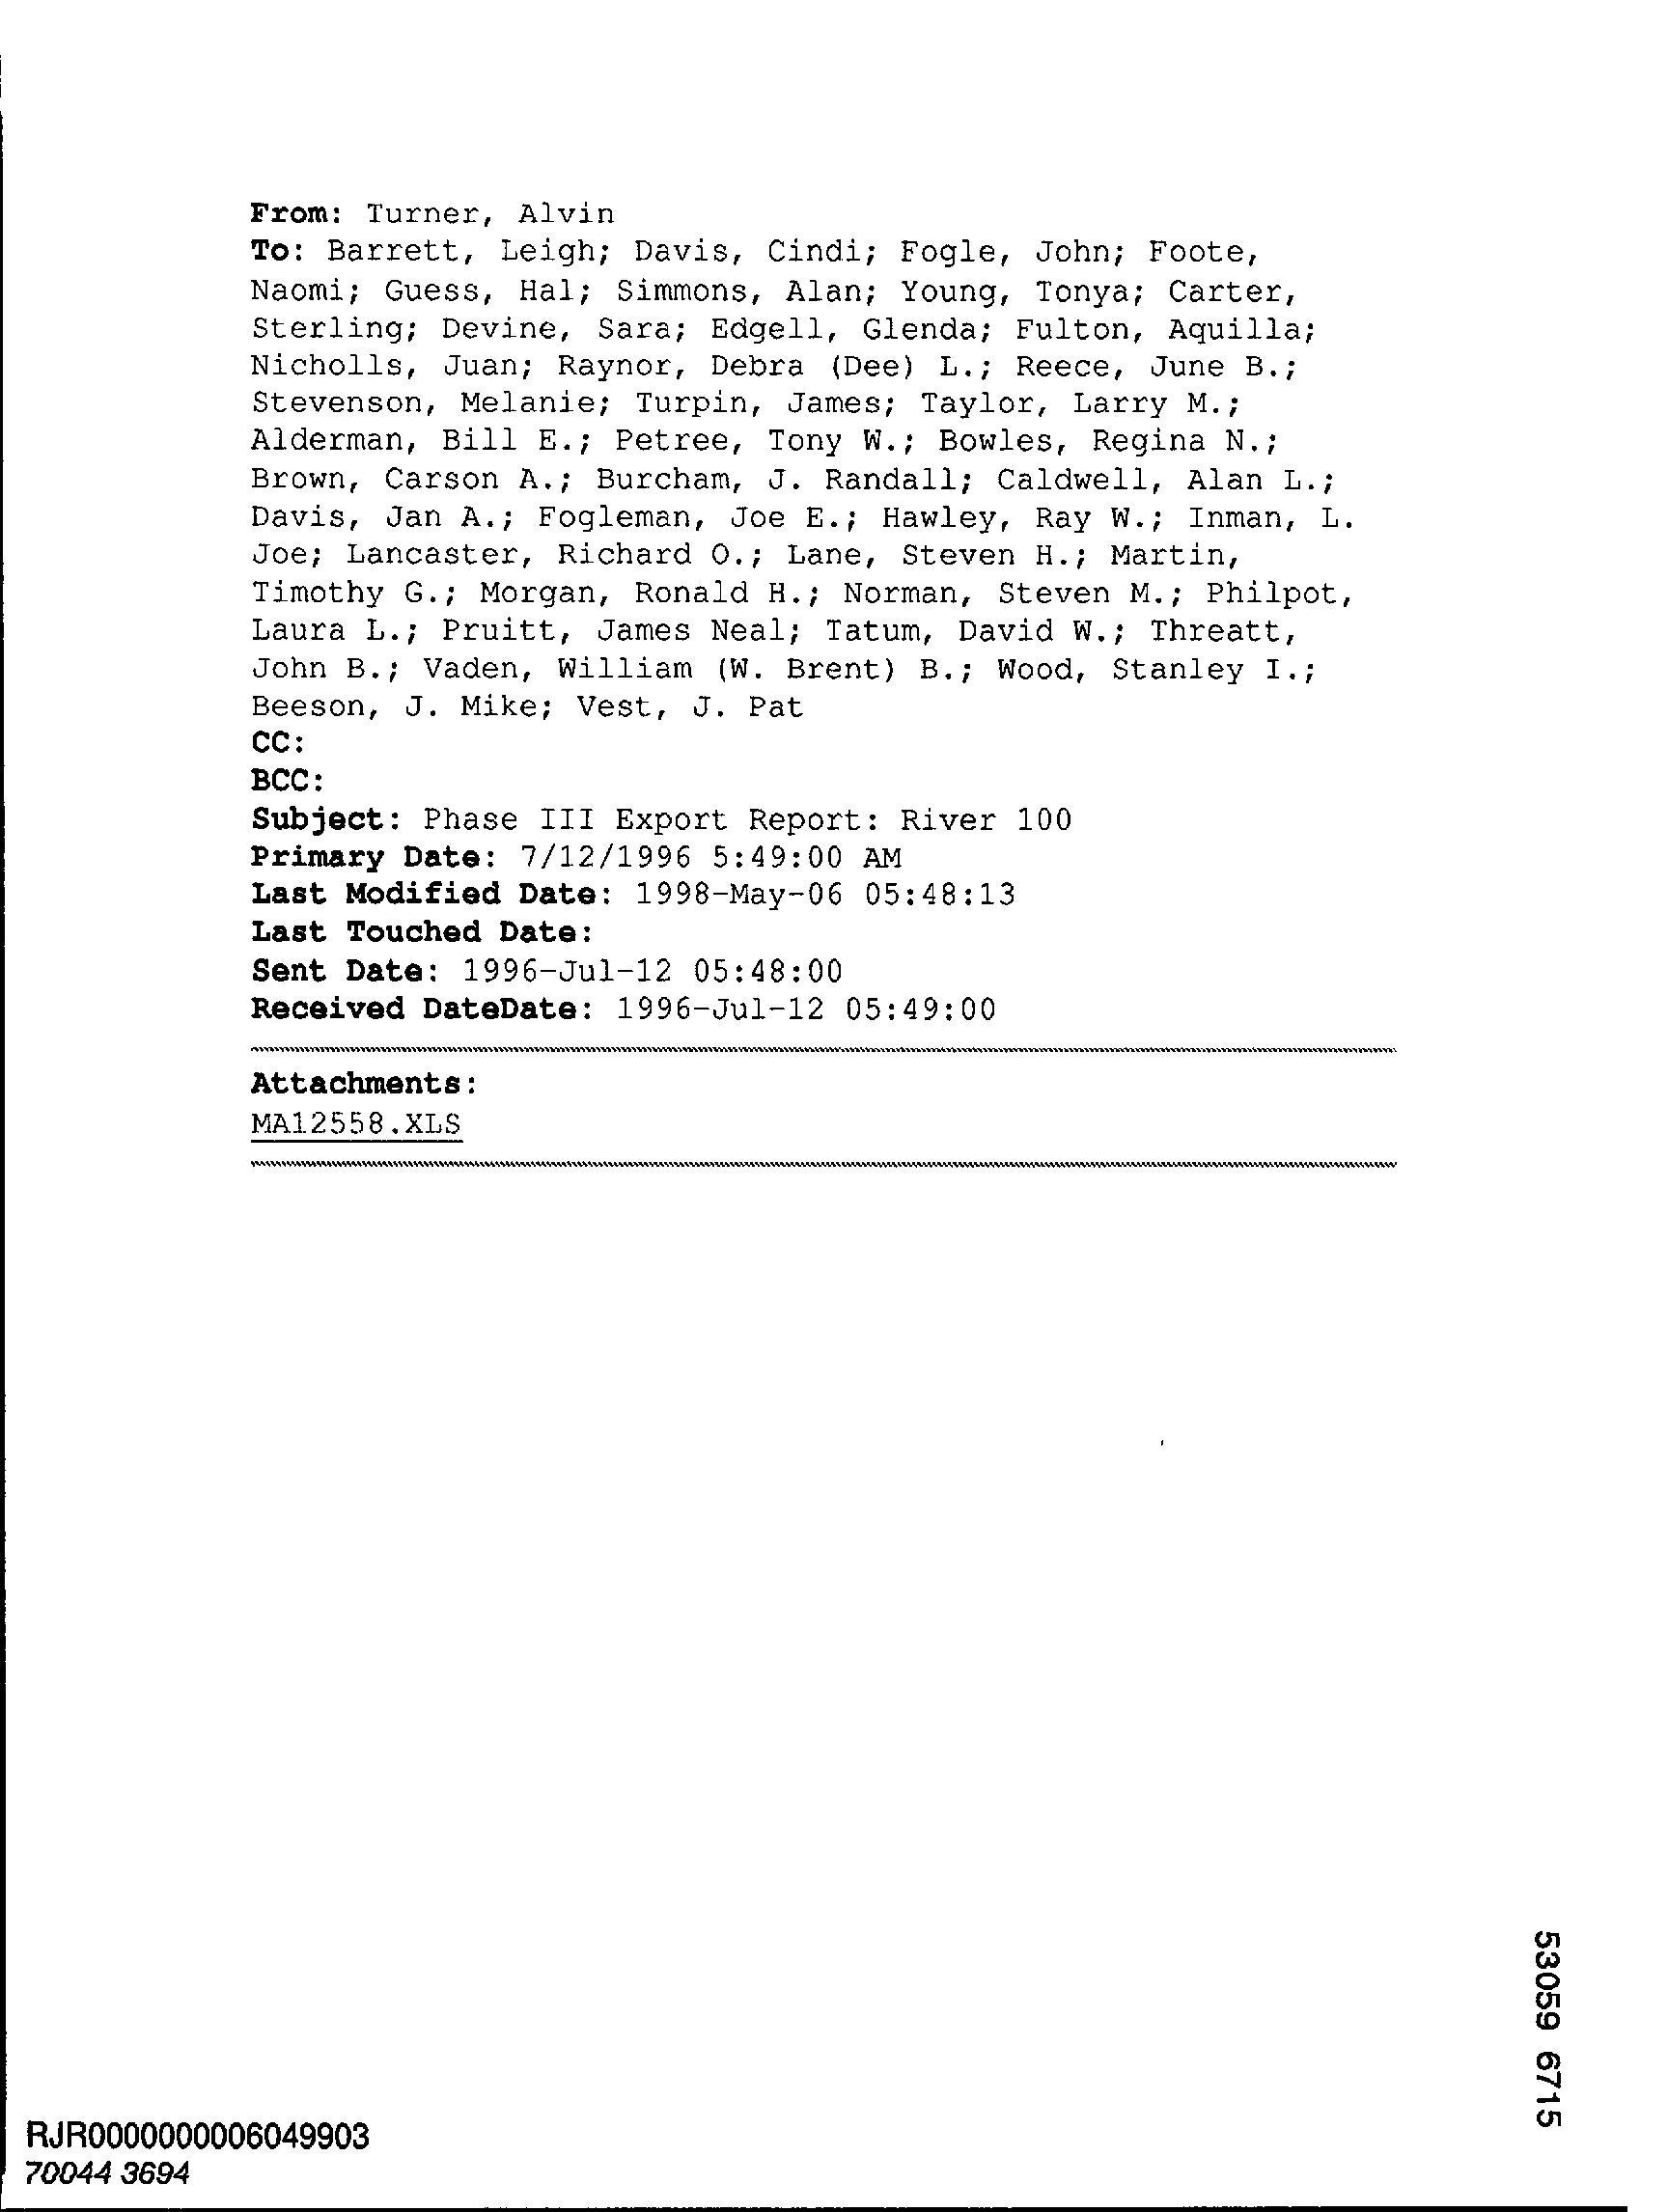 From: Turner, Alvin
To: Barrett, Leigh; Davis, Cindi; Fogle, John; Foote,
Naomi; Guess, Hal; Simmons, Alan; Young, Tonya; Carter,
Sterling; Devine, Sara; Edgell, Glenda; Fulton, Aquilla;
Nicholls, Juan; Raynor, Debra (Dee) L.; Reece, June B.;
Stevenson, Melanie; Turpin, James; Taylor, Larry M.;
Alderman, Bill E.; Petree, Tony W.; Bowles, Regina N.;
Brown, Carson A.; Burcham, J. Randall; Caldwell, Alan L.;
Davis, Jan A.; Fogleman, Joe E.; Hawley, Ray W.; Inman, L.
Joe; Lancaster, Richard O.; Lane, Steven H.; Martin,
Timothy G.; Morgan, Ronald H.; Norman, Steven M.; Philpot,
Laura L.; Pruitt, James Neal; Tatum, David W.; Threatt,
John B.; Vaden, William (W. Brent) B.; Wood, Stanley I.;
Beeson, J. Mike; Vest, J. Pat
CC:
BCC:
Subject: Phase III Export Report: River 100
Primary Date: 7/12/1996 5:49:00 AM
Last Modified Date: 1998-May-06 05:48:13
Last Touched Date:
Sent Date: 1996-Jul-12 05:48:00
Received DateDate: 1996-Jul-12 05:49:00
Attachments:
MA12558.XLS
53059 6715
RJR0000000006049903
70044 3694